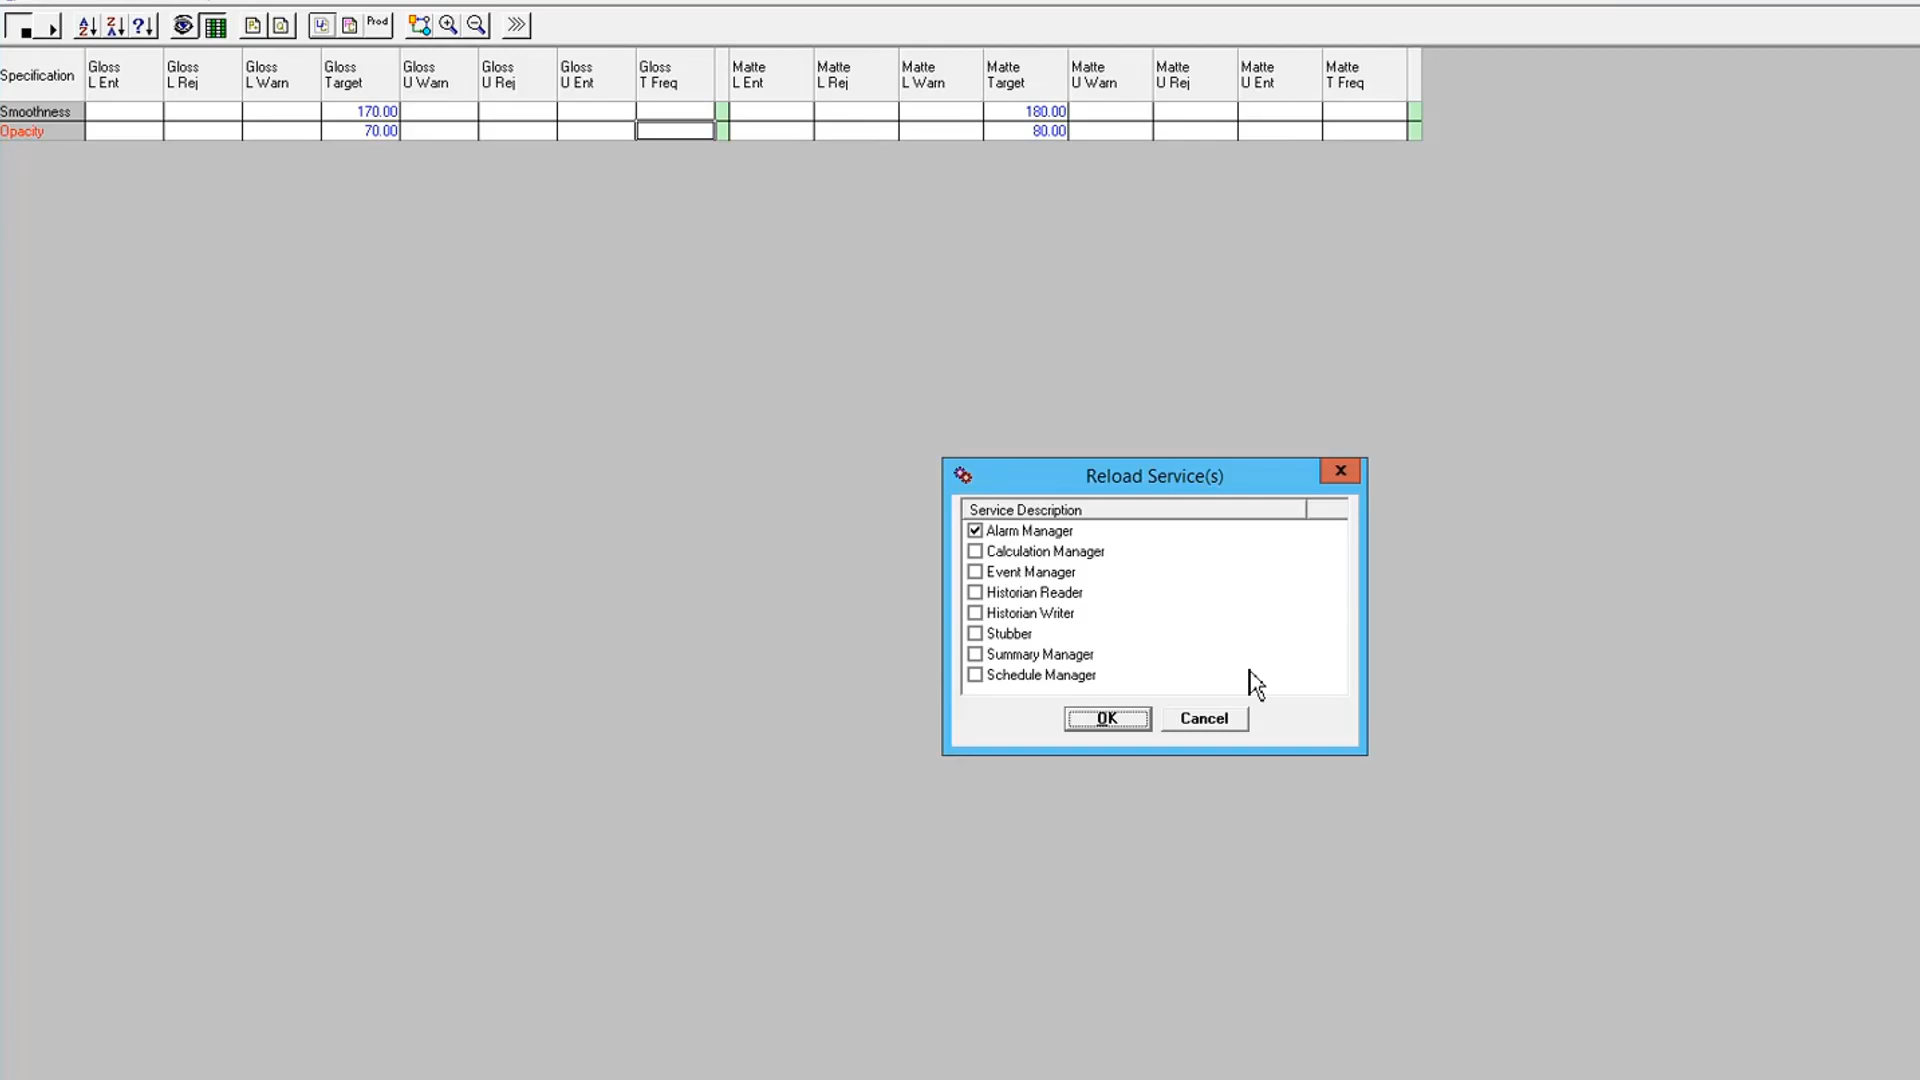 Prod
Specification
Gloss L Ent
Gloss L Rej
Gloss L Warn
Gloss Target
Gloss U Warn
Gloss U Rej
Gloss U Ent
Gloss T Freq
Matte L Ent
Matte L Rej
Matte L Warn
Matte Target
Matte U Warn
Matte U Rej
Matte U Ent
Matte T Freq
Smoothness 170.00 180.00
Opacity 70.00 80.00
Reload Service(s)
Service Description
Alarm Manager
Calculation Manager
Event Manager
Historian Reader
Historian Writer
Stubber
Summary Manager
Schedule Manager
OK Cancel